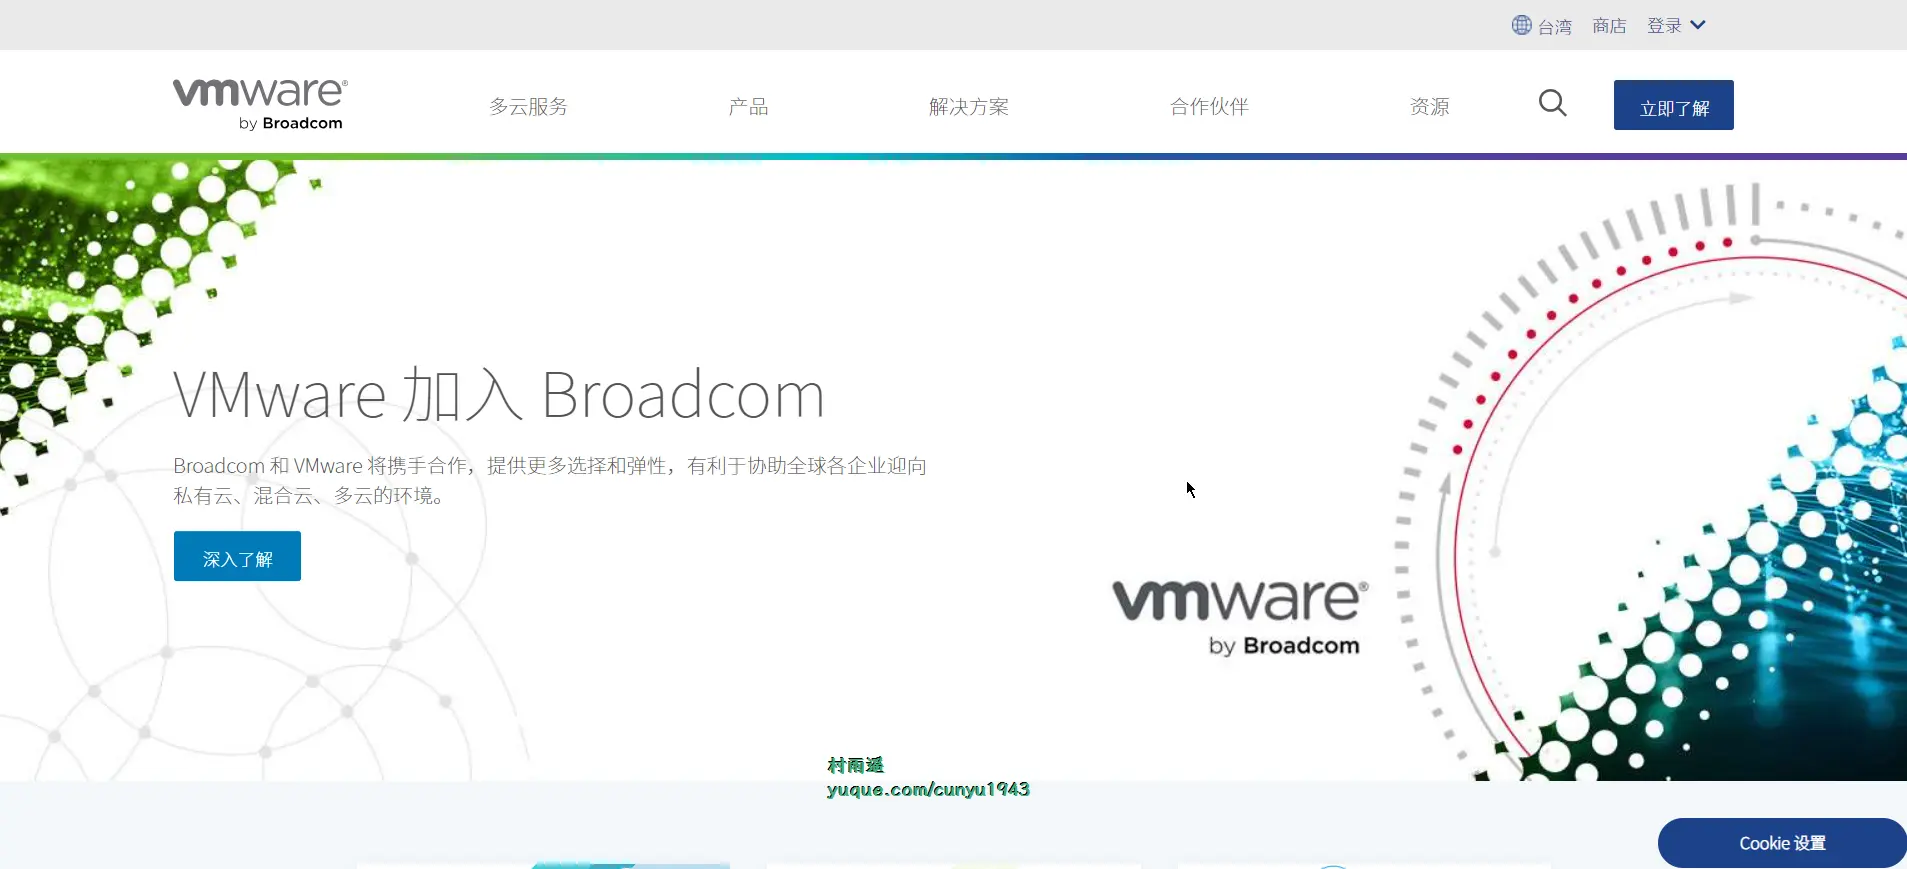 台湾 商店 登录
vmware®
by Broadcom
多云服务 产品 解决方案 合作伙伴 资源 立即了解
VMware 加入 Broadcom
Broadcom 和 VMware 将携手合作，提供更多选择和弹性，有利于协助全球各企业迎向
私有云、混合云、多云的环境。
深入了解
vmware®
by Broadcom
村雨遥
yuque.com/cunyu1943
Cookie 设置